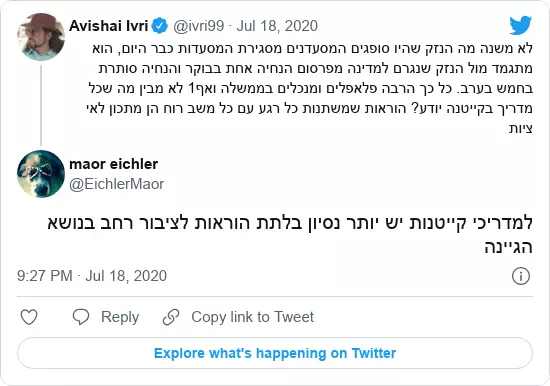 Avishai Ivri @ivri99 · Jul 18, 2020
לא משנה מה הנזק שהיו סופגים המסעדנים מסגירת המסעדות כבר היום, הוא
מתגמד מול הנזק שנגרם למדינה מפרסום הנחיה אחת בבוקר והנחיה סותרת
בחמש בערב. כל כך הרבה פלאפלים ומנכלים בממשלה ואף1 לא מבין מה שכל
מדריך בקייטנה יודע? הוראות שמשתנות כל רגע עם כל משב רוח הן מתכון לאי
ציות
maor eichler
@EichlerMaor
למדריכי קייטנות יש יותר נסיון בלתת הוראות לציבור רחב בנושא
הגיינה
9:27 PM · Jul 18, 2020
Reply Copy link to Tweet
Explore what's happening on Twitter